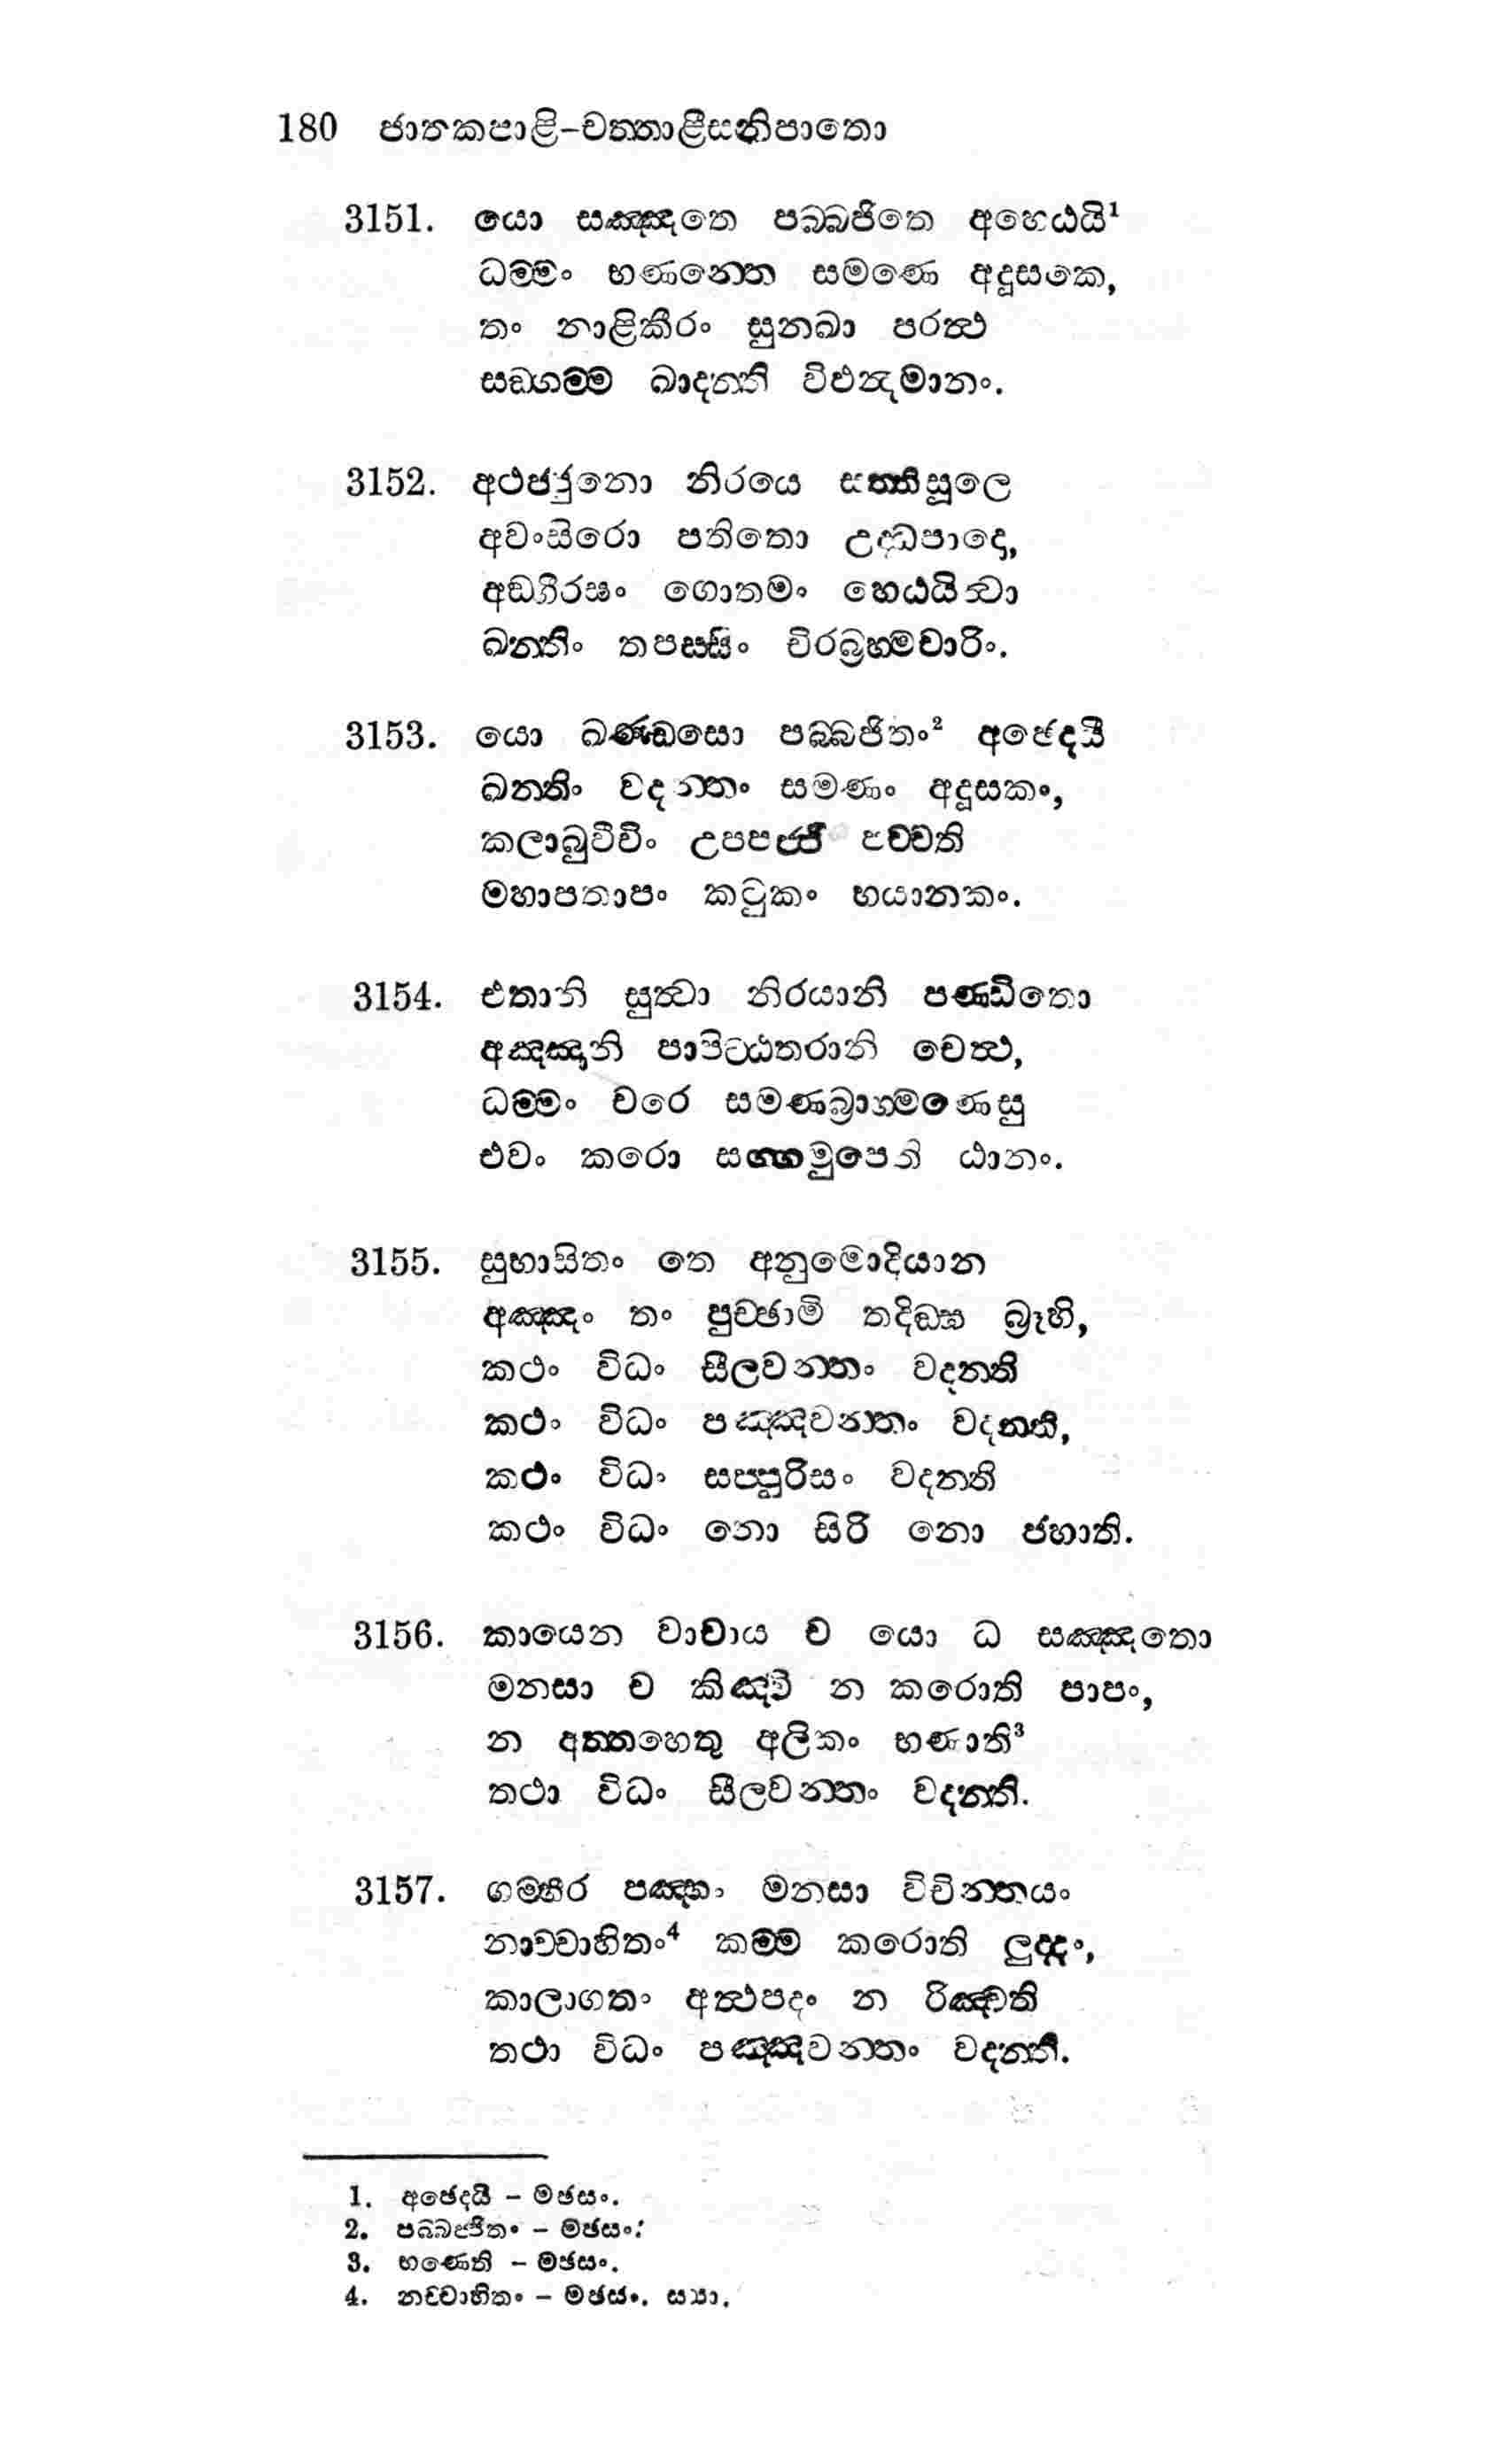 180 ජාතකපාළි-චත්තාළීසනිපාතො
3151. යො සඤ්ඤතෙ පබ්බජිතෙ අහෙඨයි¹
ධම්මං භණන්තෙ සමණෙ අදූසකෙ,
තං නාළිකීරං සුනඛා පරත්ථ
සඞ්ගම්ම ඛාදන්ති විඵන්දමානං.
3152. අථජ්ජුනො නිරයෙ සත්තිසූලෙ
අවංසිරො පතිතො උද්ධපාදො,
අඞ්ගීරසං ගොතමං හෙඨයිත්වා
ඛන්තිං තපස්සිං චිරබ්‍රහ්මචාරිං.
3153. යො ඛණ්ඩසො පබ්බජිතං² අඡෙදයී
ඛන්තිං වදන්තං සමණං අදූසකං,
කලාබුවීචිං උපපජ්ජ පච්චති
මහාපතාපං කටුකං භයානකං.
3154. එතානි සුත්වා නිරයානි පණ්ඩිතො
අඤ්ඤානි පාපිට්ඨතරානි චෙත්ථ,
ධම්මං චරෙ සමණබ්‍රාහ්මණෙසු
එවං කරො සග්ගමුපෙති ඨානං.
3155. සුභාසිතං තෙ අනුමොදියාන
අඤ්ඤං තං පුච්ඡාමි තදිඞ්ඝ බ්‍රූහි,
කථං විධං සීලවන්තං වදන්ති
කථං විධං පඤ්ඤවන්තං වදන්ති,
කථං විධං සප්පුරිසං වදන්ති
කථං විධං නො සිරි නො ජහාති.
3156. කායෙන වාචාය ච යො ධ සඤ්ඤතො
මනසා ච කිඤ්චි න කරොති පාපං,
න අත්තහෙතු අලිකං භණාති³
තථා විධං සීලවන්තං වදන්ති.
3157. ගම්භීර පඤ්හං මනසා විචින්තයං
නාච්චාහිතං⁴ කම්ම කරොති ලුද්දං,
කාලාගතං අත්ථපදං න රිඤ්චති
තථා විධං පඤ්ඤවන්තං වදන්ති.
1. අඡෙදයී - මඡසං.
2. පබ්බජ්ජිතං - මඡසං.
3. භණෙති - මඡසං.
4. නච්චාහිතං - මඡසං. ස්‍යා.